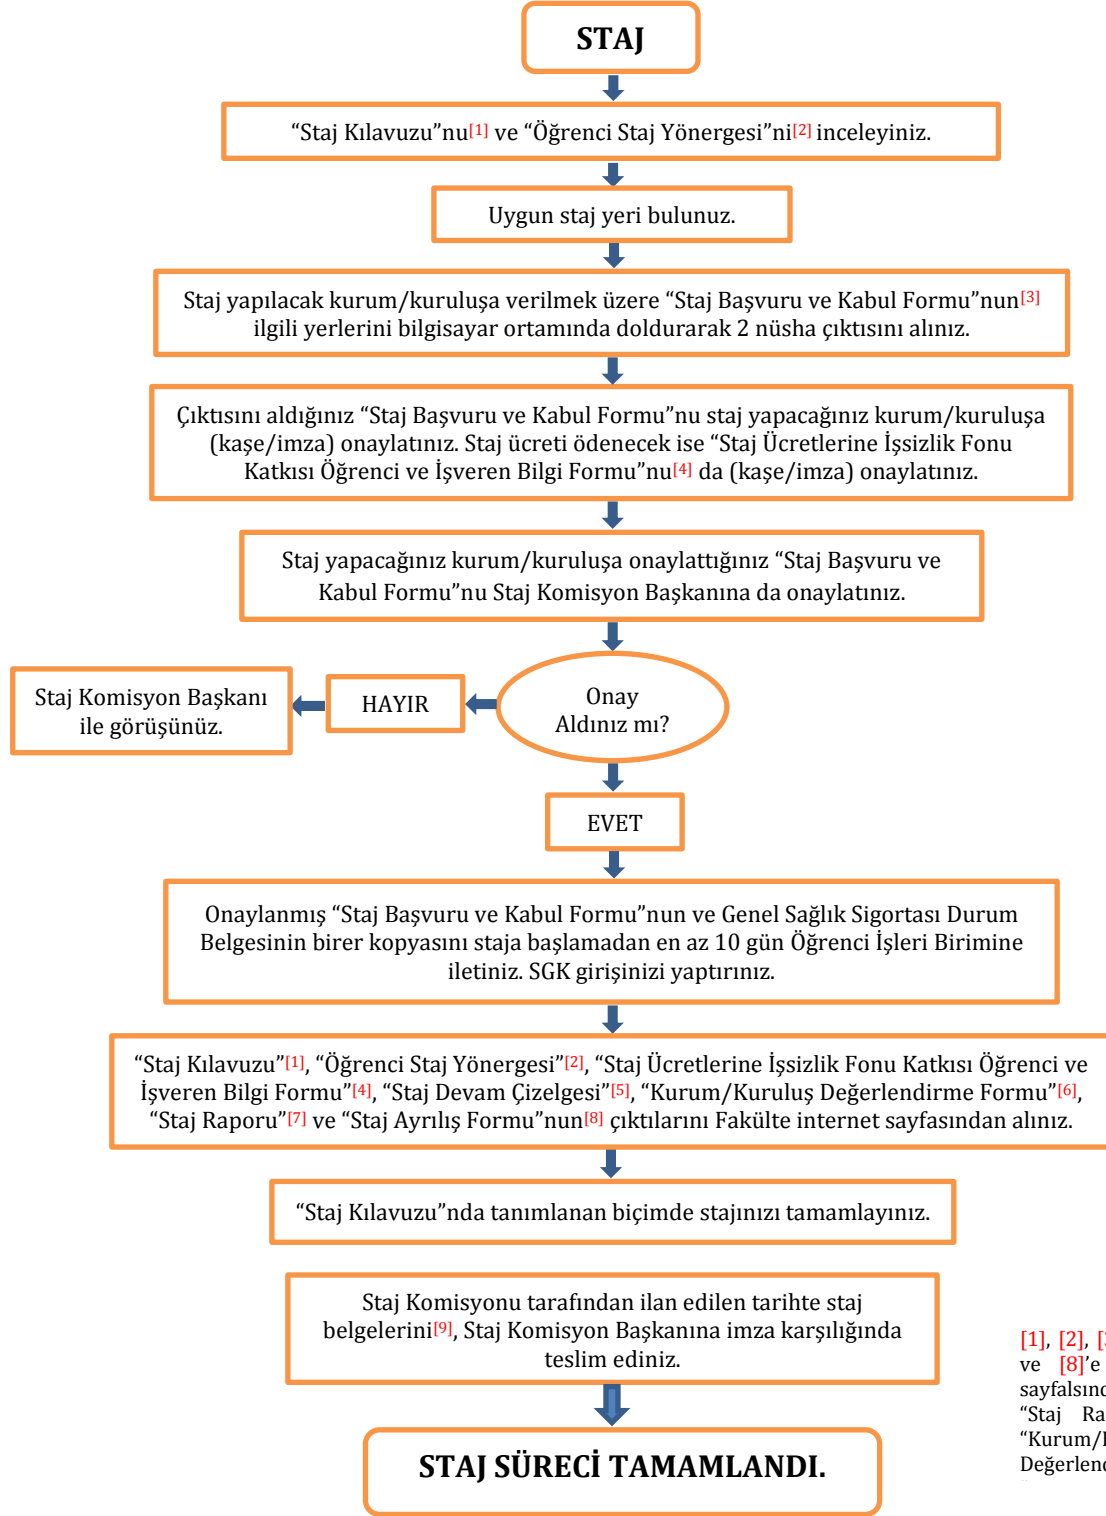 STAJ
“Staj Kılavuzu”nu[1] ve “Öğrenci Staj Yönergesi”ni[2] inceleyiniz.
Uygun staj yeri bulunuz.
Staj yapılacak kurum/kuruluşa verilmek üzere “Staj Başvuru ve Kabul Formu”nun[3]
ilgili yerlerini bilgisayar ortamında doldurarak 2 nüsha çıktısını alınız.
Çıktısını aldığınız “Staj Başvuru ve Kabul Formu”nu staj yapacağınız kurum/kuruluşa
(kaşe/imza) onaylatınız. Staj ücreti ödenecek ise “Staj Ücretlerine İşsizlik Fonu
Katkısı Öğrenci ve İşveren Bilgi Formu”nu[4] da (kaşe/imza) onaylatınız.
Staj yapacağınız kurum/kuruluşa onaylattığınız “Staj Başvuru ve
Kabul Formu”nu Staj Komisyon Başkanına da onaylatınız.
Onay
Aldınız mı?
HAYIR
Staj Komisyon Başkanı
ile görüşünüz.
EVET
Onaylanmış “Staj Başvuru ve Kabul Formu”nun ve Genel Sağlık Sigortası Durum
Belgesinin birer kopyasını staja başlamadan en az 10 gün Öğrenci İşleri Birimine
iletiniz. SGK girişinizi yaptırınız.
“Staj Kılavuzu”[1], “Öğrenci Staj Yönergesi”[2], “Staj Ücretlerine İşsizlik Fonu Katkısı Öğrenci ve
İşveren Bilgi Formu”[4], “Staj Devam Çizelgesi”[5], “Kurum/Kuruluş Değerlendirme Formu”[6],
“Staj Raporu”[7] ve “Staj Ayrılış Formu”nun[8] çıktılarını Fakülte internet sayfasından alınız.
“Staj Kılavuzu”nda tanımlanan biçimde stajınızı tamamlayınız.
Staj Komisyonu tarafından ilan edilen tarihte staj
belgelerini[9], Staj Komisyon Başkanına imza karşılığında
teslim ediniz.
STAJ SÜRECİ TAMAMLANDI.
[1], [2],
ve [8]’e
“Staj